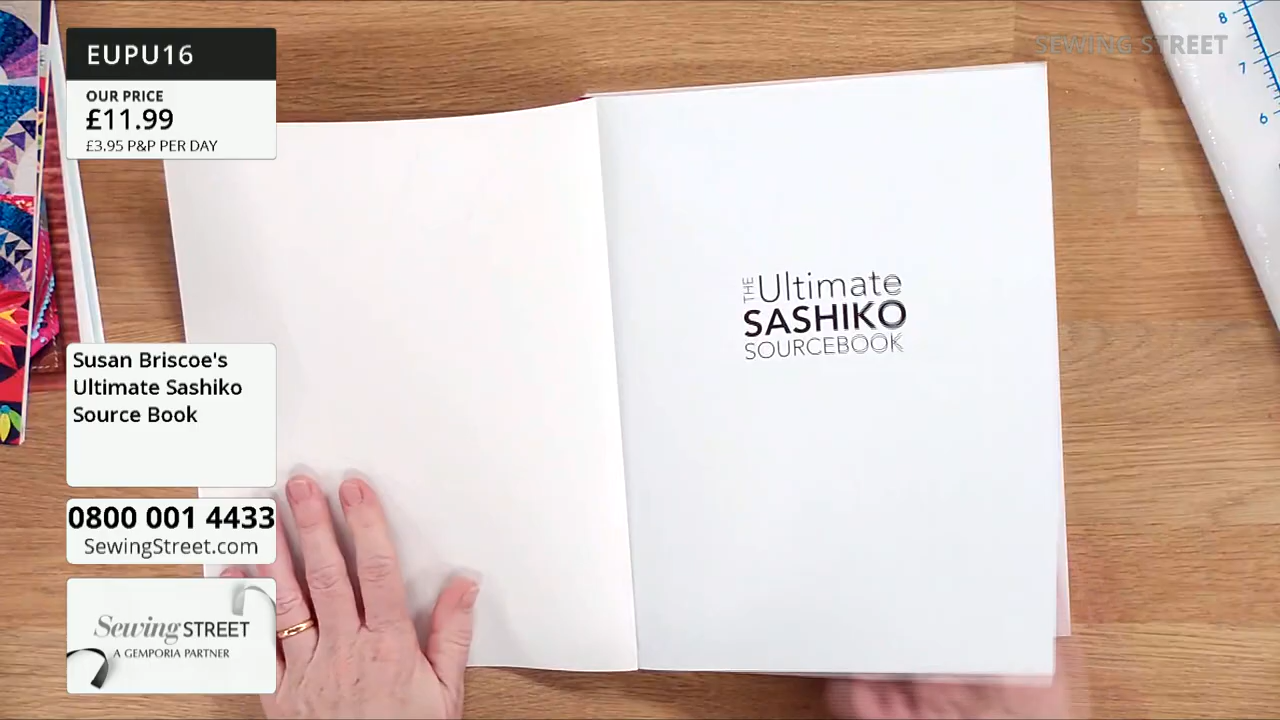 EUPU16
OUR PRICE
£11.99
£3.95 P&P PER DAY
SEWING STREET
8
7
6
THE Ultimate
SASHIKO
SOURCEBOOK
Susan Briscoe's
Ultimate Sashiko
Source Book
0800 001 4433
SewingStreet.com
Sewing STREET
A GEMPORIA PARTNER